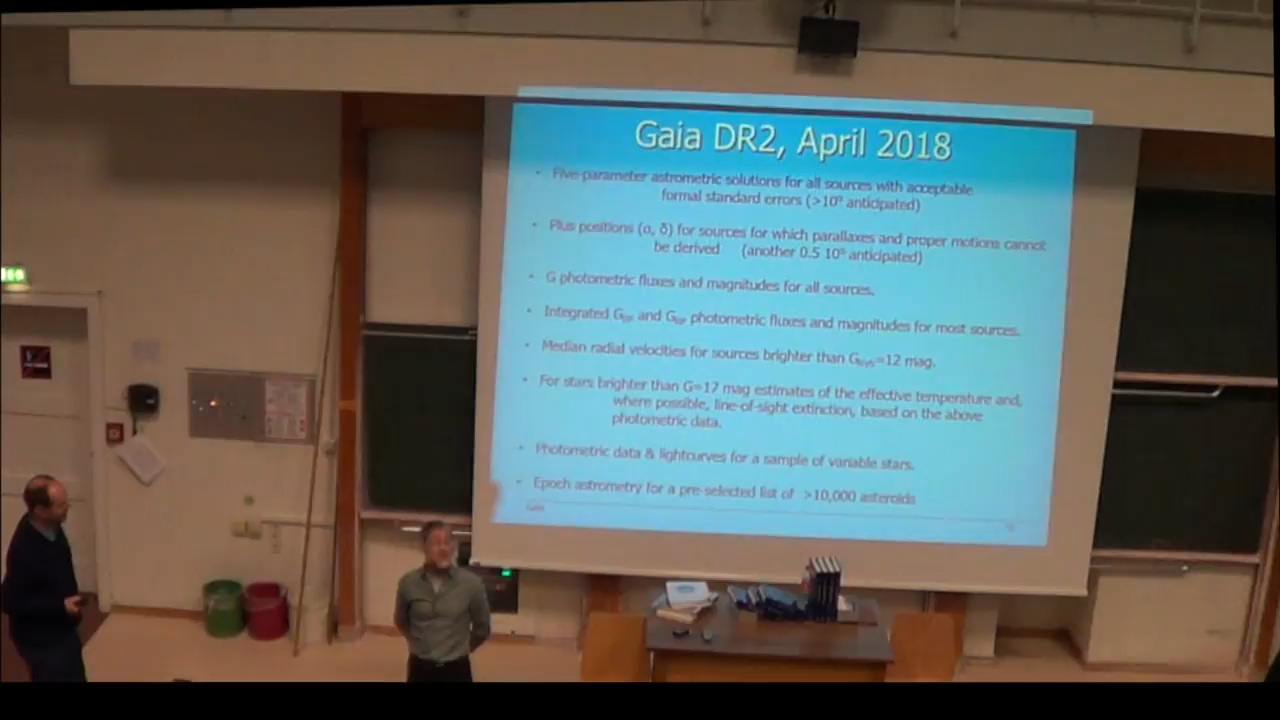 Gaia DR2, April 2018
• Five-parameter astrometric solutions for all sources with acceptable
formal standard errors (>10⁹ anticipated)
• Plus positions (α, δ) for sources for which parallaxes and proper motions cannot
be derived (another 0.5 10⁹ anticipated)
• G photometric fluxes and magnitudes for all sources.
• Integrated G and G photometric fluxes and magnitudes for most sources.
• Median radial velocities for sources brighter than G =12 mag.
• For stars brighter than G=17 mag estimates of the effective temperature and,
where possible, line-of-sight extinction, based on the above
photometric data.
• Photometric data & lightcurves for a sample of variable stars.
• Epoch astrometry for a pre-selected list of >10,000 asteroids